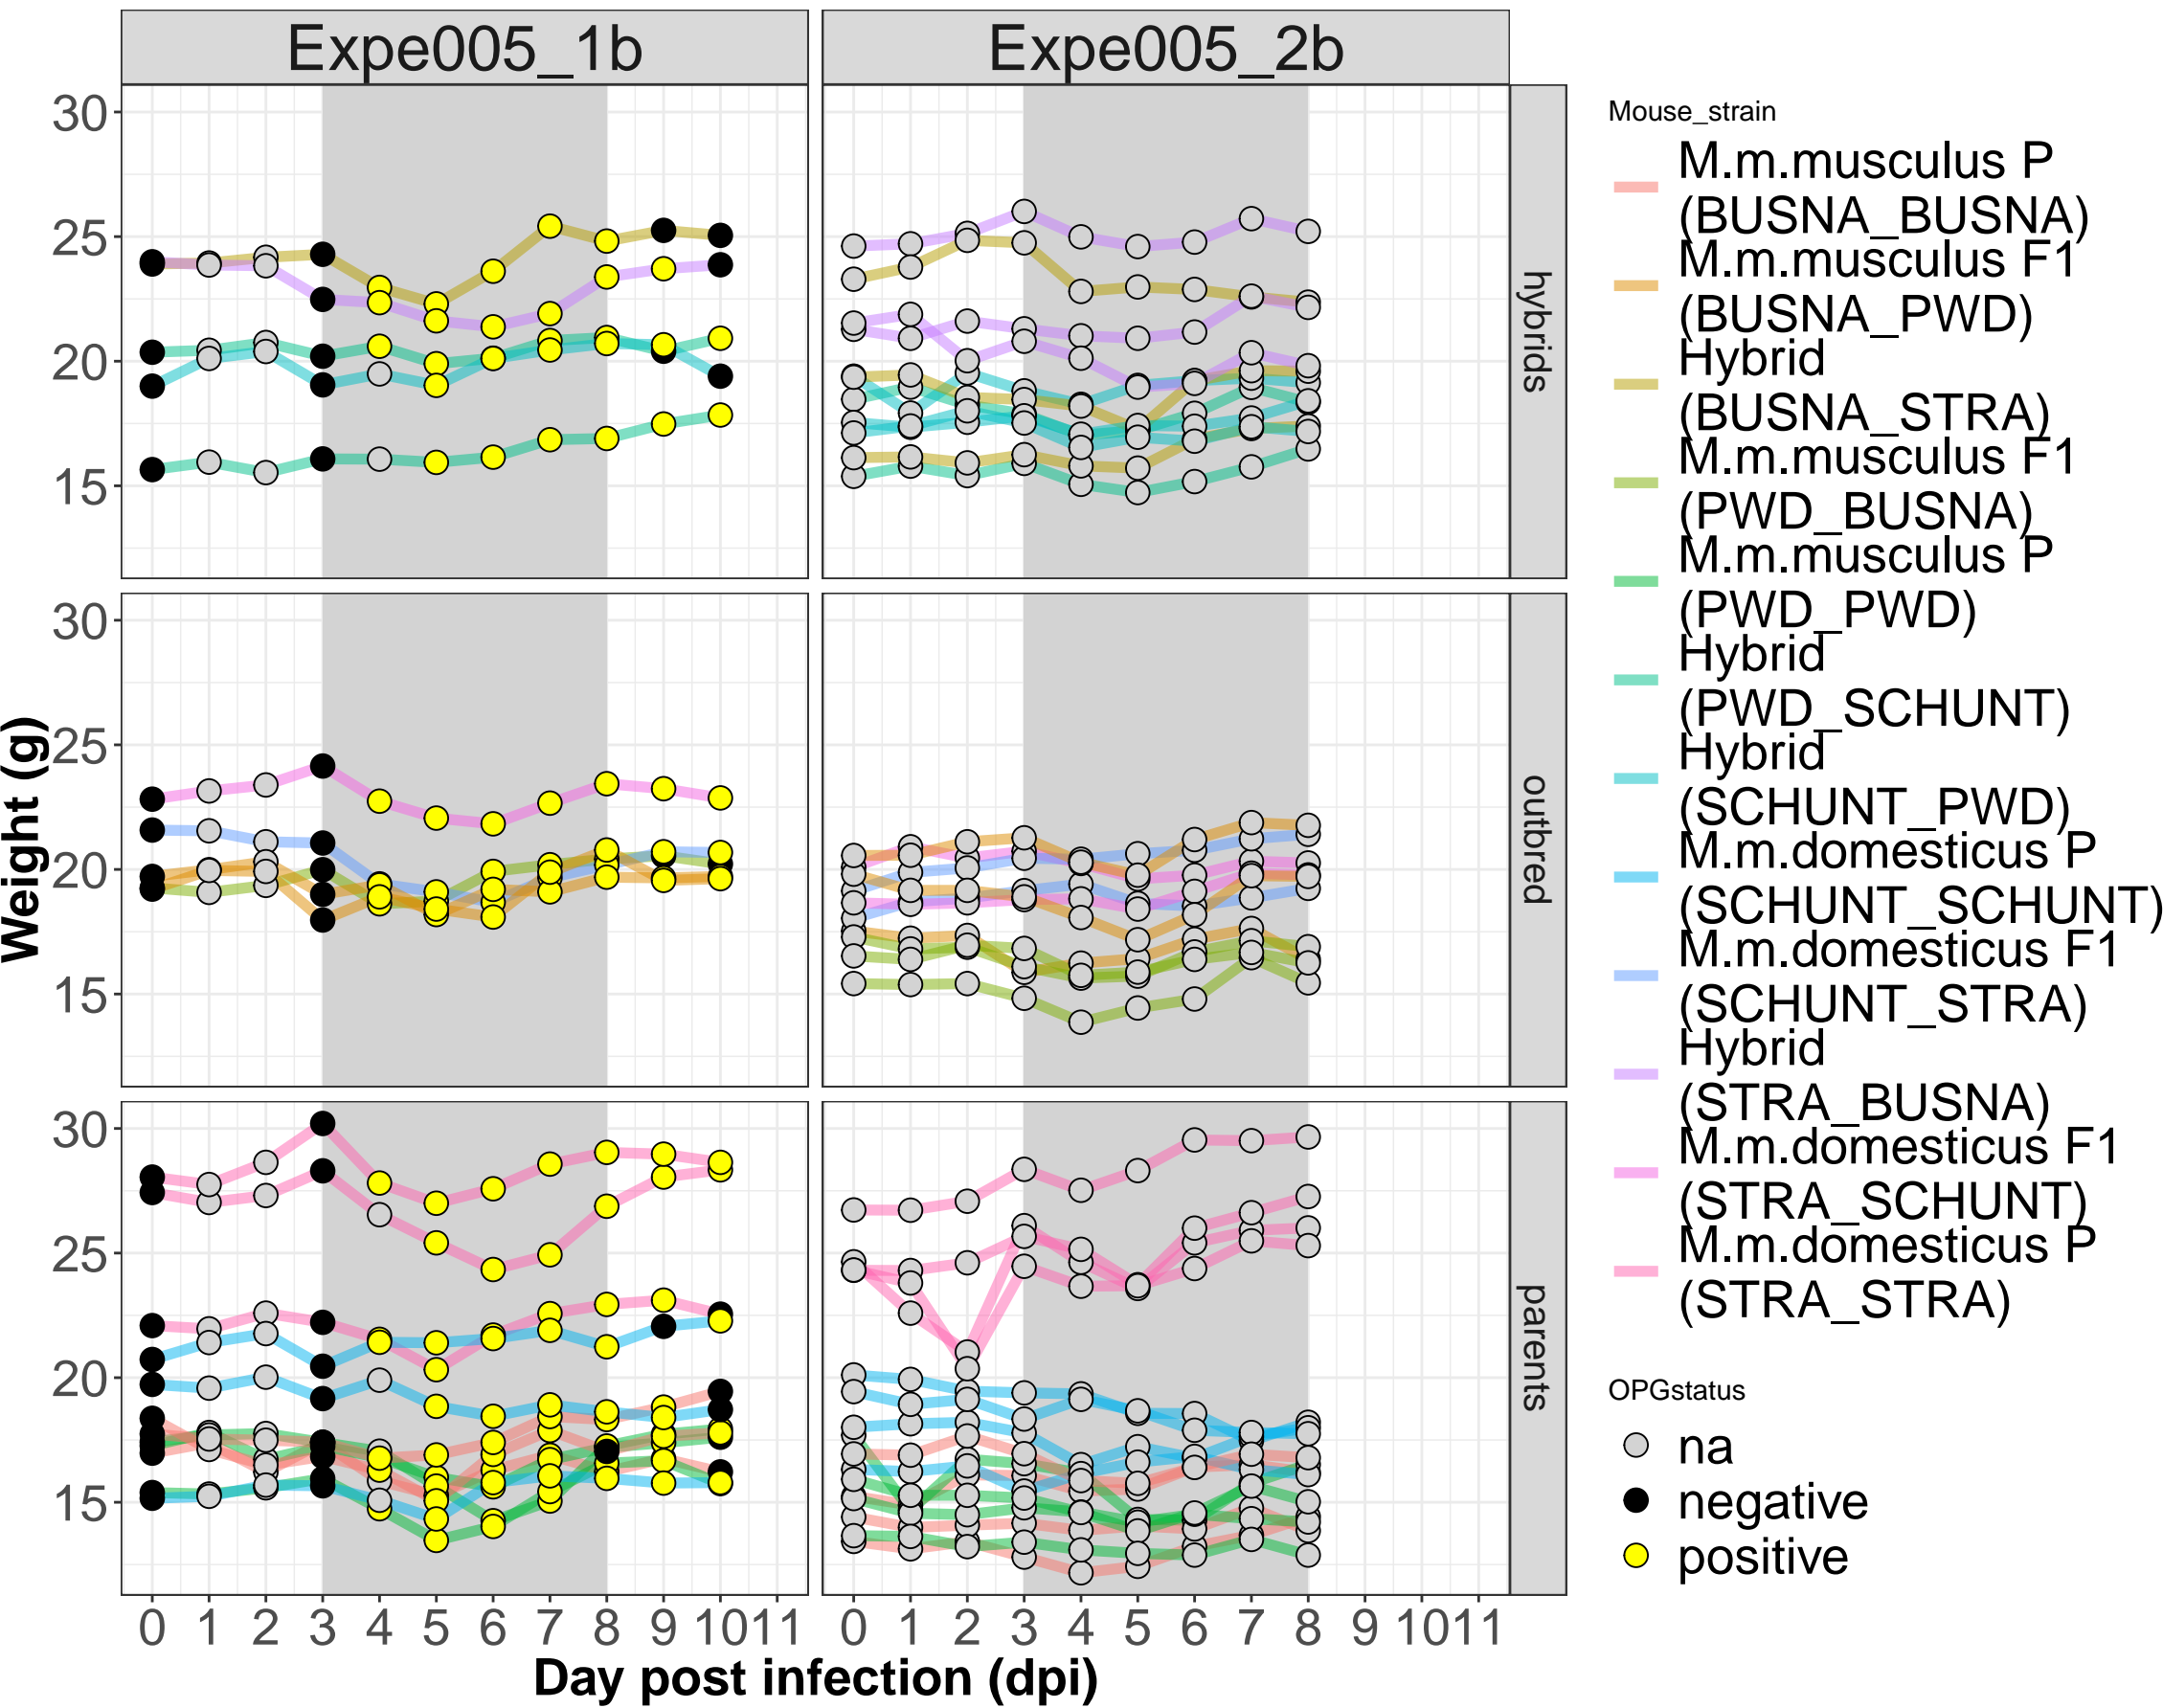 Expe005_1b
Expe005_2b
30
25
20
15
hybrids
30
25
20
15
outbred
30
25
20
15
parents
Weight (g)
0 1 2 3 4 5 6 7 8 9 10 11
0 1 2 3 4 5 6 7 8 9 10 11
Day post infection (dpi)
Mouse_strain
M.m.musculus P
(BUSNA_BUSNA)
M.m.musculus F1
(BUSNA_PWD)
Hybrid
(BUSNA_STRA)
M.m.musculus F1
(PWD_BUSNA)
M.m.musculus P
(PWD_PWD)
Hybrid
(PWD_SCHUNT)
Hybrid
(SCHUNT_PWD)
M.m.domesticus P
(SCHUNT_SCHUNT)
M.m.domesticus F1
(SCHUNT_STRA)
Hybrid
(STRA_BUSNA)
M.m.domesticus F1
(STRA_SCHUNT)
M.m.domesticus P
(STRA_STRA)
OPGstatus
na
negative
positive